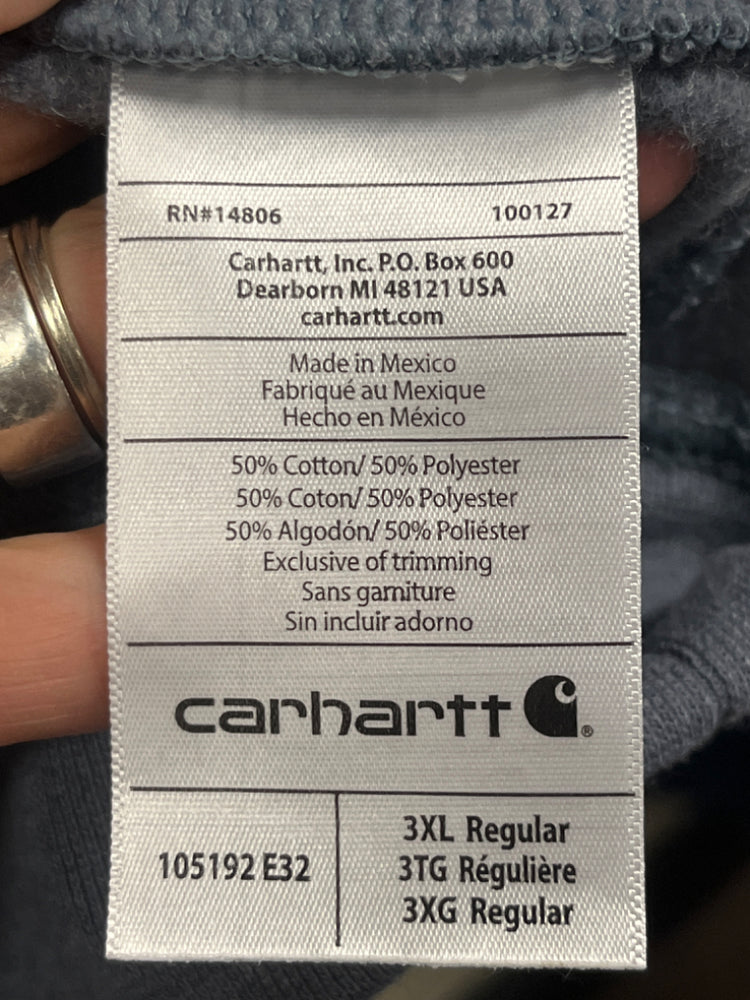 RN#14806 100127
Carhartt, Inc. P.O. Box 600
Dearborn MI 48121 USA
carhartt.com
Made in Mexico
Fabriqué au Mexique
Hecho en México
50% Cotton/ 50% Polyester
50% Coton/ 50% Polyester
50% Algodón/ 50% Poliéster
Exclusive of trimming
Sans garniture
Sin incluir adorno
carhartt ®
105192 E32
3XL Regular
3TG Régulière
3XG Regular